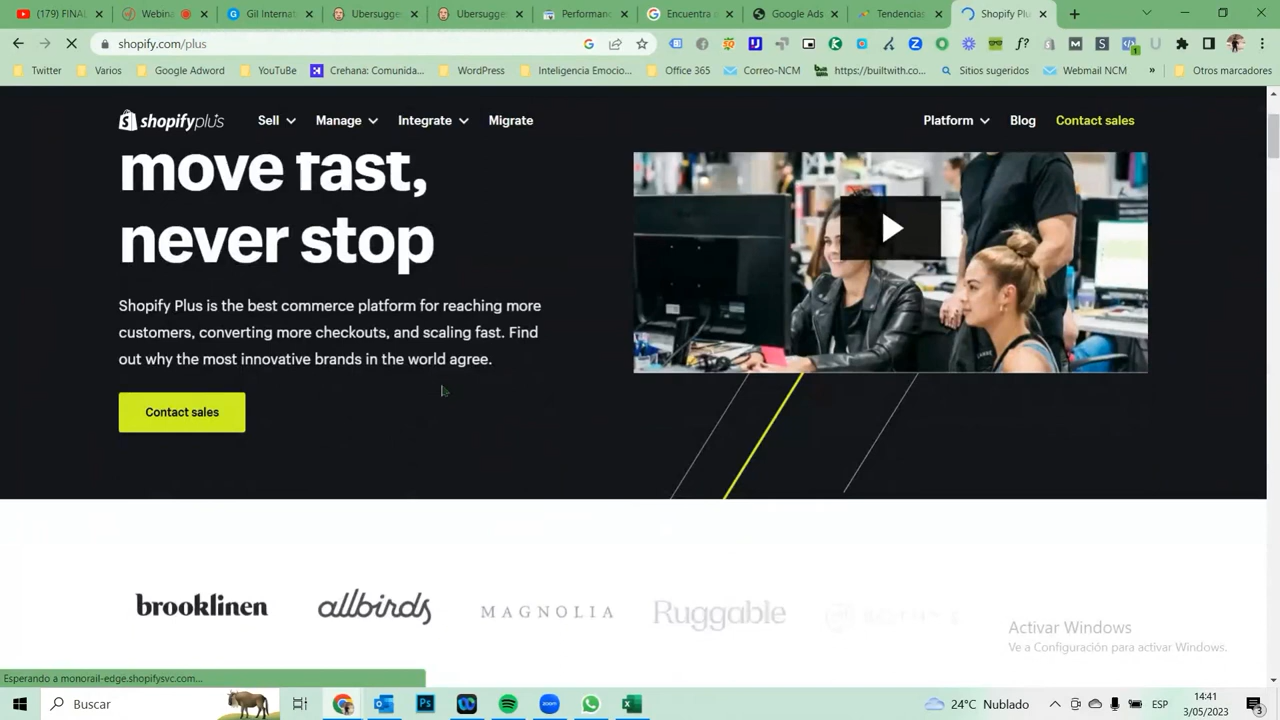 (179) FINAL
Webina
Gil Internat
Ubersugge
Ubersugge
Performanc
Encuentra e
Google Ads
Tendencias
Shopify Plu
shopify.com/plus
1
Twitter
Varios
Google Adword
YouTube
Crehana: Comunida...
WordPress
Inteligencia Emocio...
Office 365
Correo-NCM
https://builtwith.co...
Sitios sugeridos
Webmail NCM
»
Otros marcadores
shopifyplus
Sell
Manage
Integrate
Migrate
Platform
Blog
Contact sales
move fast,
never stop
Shopify Plus is the best commerce platform for reaching more
customers, converting more checkouts, and scaling fast. Find
out why the most innovative brands in the world agree.
Contact sales
brooklinen
allbirds
MAGNOLIA
Ruggable
Activar Windows
Ve a Configuración para activar Windows.
Esperando a monorail-edge.shopifysvc.com...
Buscar
24°C Nublado
ESP
14:41
3/05/2023
3